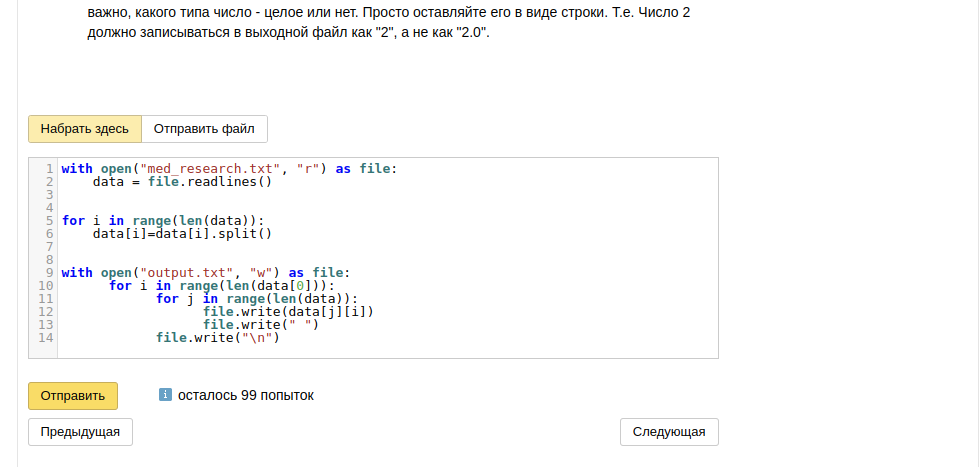 важно, какого типа число - целое или нет. Просто оставляйте его в виде строки. Т.е. Число 2
должно записываться в выходной файл как "2", а не как "2.0".
Набрать здесь Отправить файл
1 with open("med_research.txt", "r") as file:
2     data = file.readlines()
3
4
5 for i in range(len(data)):
6     data[i]=data[i].split()
7
8
9 with open("output.txt", "w") as file:
10       for i in range(len(data[0])):
11             for j in range(len(data)):
12                   file.write(data[j][i])
13                   file.write(" ")
14             file.write("\n")
Отправить i осталось 99 попыток
Предыдущая Следующая